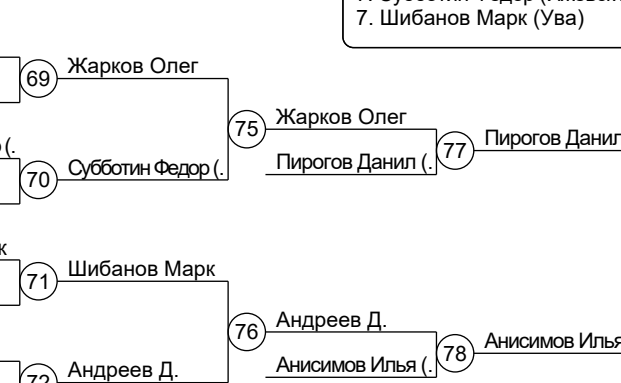 7. Шибанов Марк (Ува)
69 Жарков Олег
75 Жарков Олег
77 Пирогов Данил
Пирогов Данил (.
(.
70 Субботин Федор (.
к
71 Шибанов Марк
76 Андреев Д.
78 Анисимов Илья
Анисимов Илья (.
72 Андреев Д.